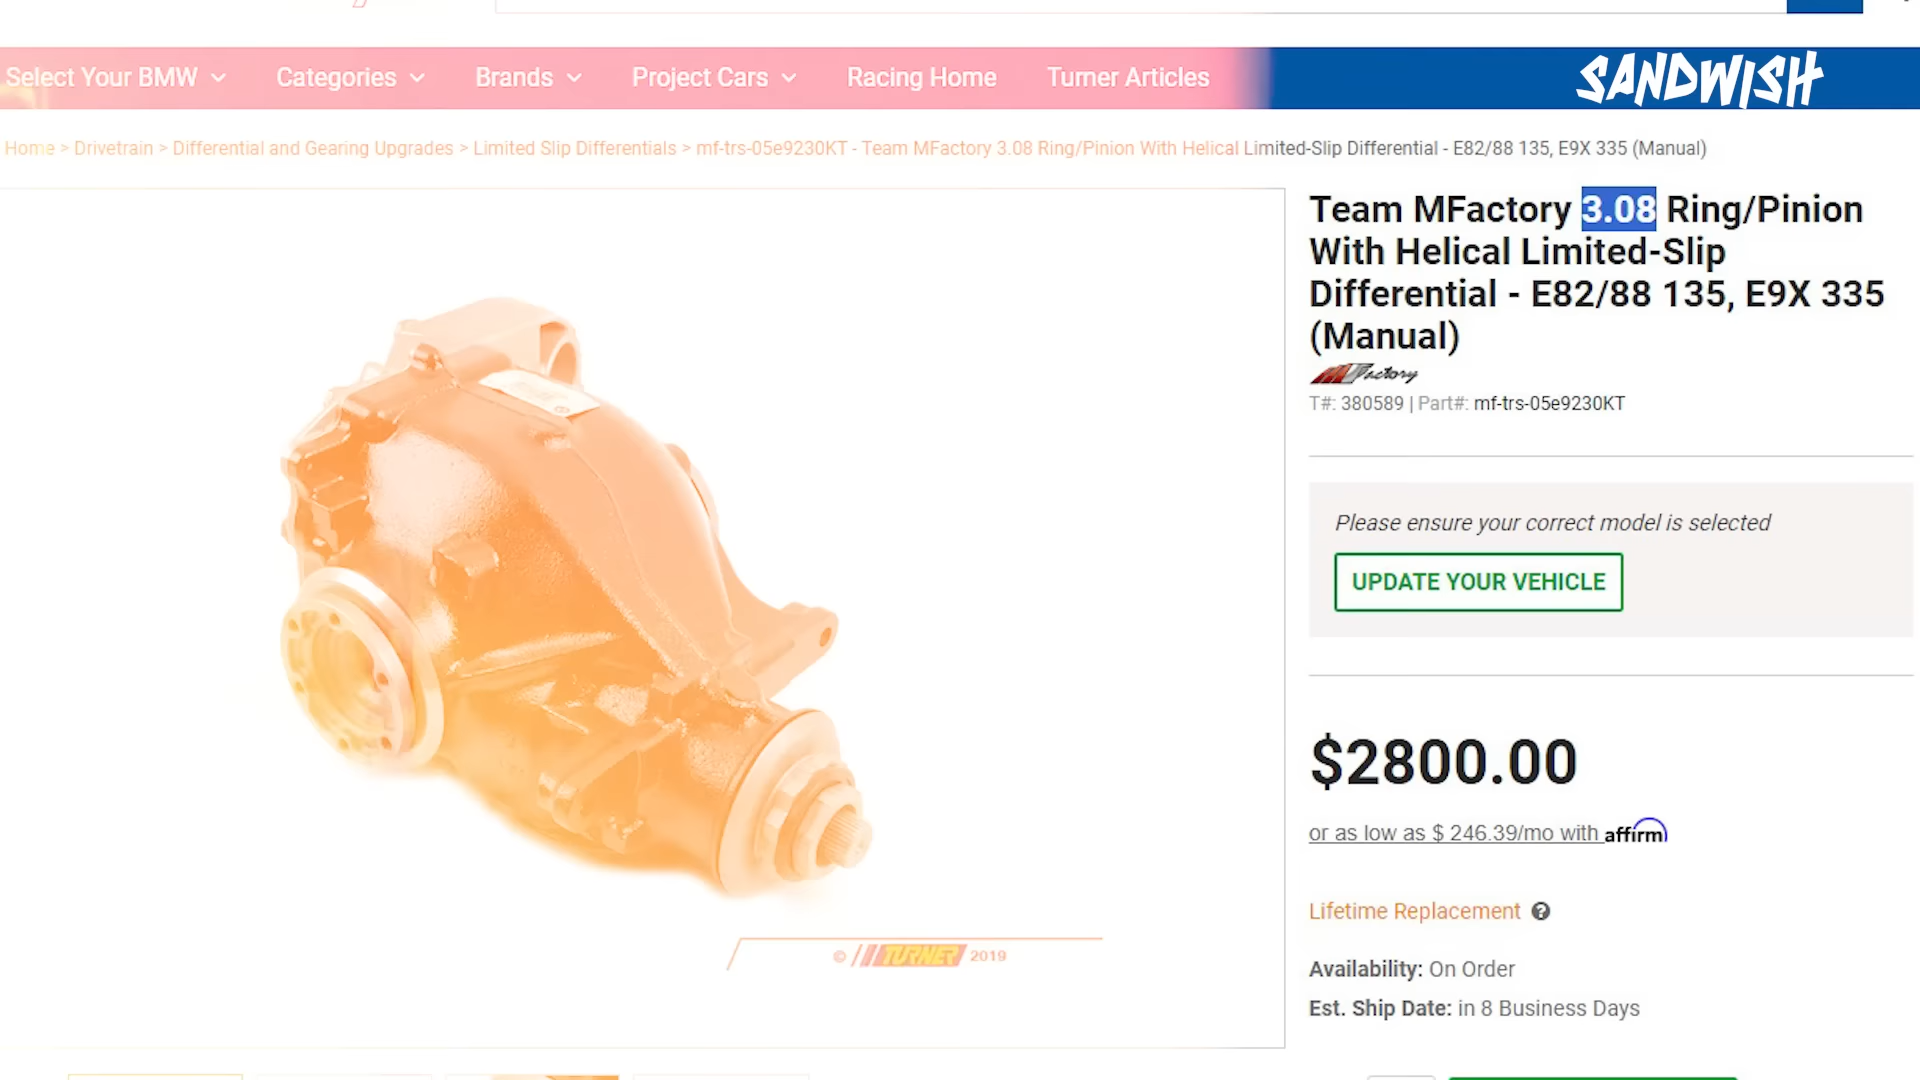 SANDWISH
Select Your BMW Categories Brands Project Cars Racing Home Turner Articles
Home > Drivetrain > Differential and Gearing Upgrades > Limited Slip Differentials > mf-trs-05e9230KT - Team MFactory 3.08 Ring/Pinion With Helical Limited-Slip Differential - E82/88 135, E9X 335 (Manual)
Team MFactory 3.08 Ring/Pinion
With Helical Limited-Slip
Differential - E82/88 135, E9X 335
(Manual)
MFactory
T#: 380589 | Part#: mf-trs-05e9230KT
Please ensure your correct model is selected
UPDATE YOUR VEHICLE
$2800.00
or as low as $ 246.39/mo with affirm
Lifetime Replacement ?
Availability: On Order
Est. Ship Date: in 8 Business Days
© TURNER 2019